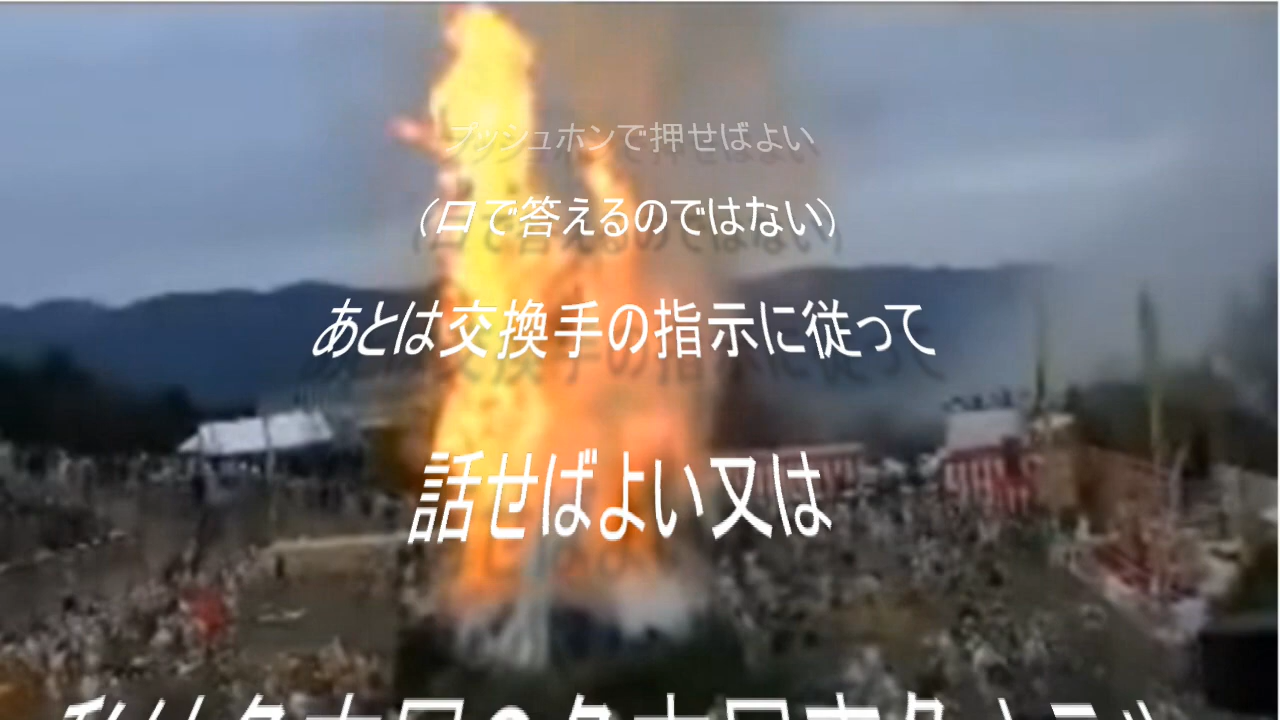 プッシュホンで押せばよい
(口で答えるのではない)
あとは交換手の指示に従って
話せばよい又は